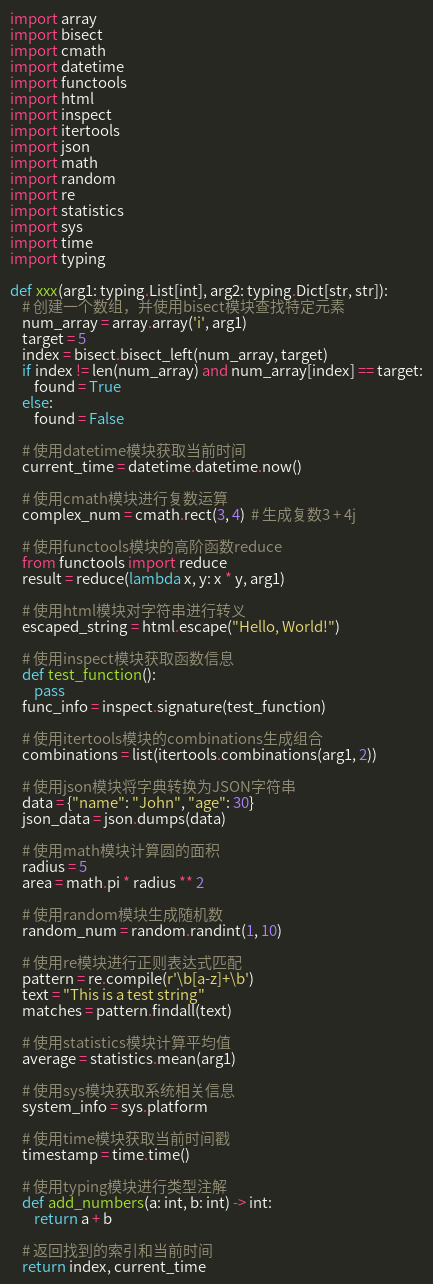 import array
import bisect
import cmath
import datetime
import functools
import html
import inspect
import itertools
import json
import math
import random
import re
import statistics
import sys
import time
import typing

def xxx(arg1: typing.List[int], arg2: typing.Dict[str, str]):
    # 创建一个数组，并使用bisect模块查找特定元素
    num_array = array.array('i', arg1)
    target = 5
    index = bisect.bisect_left(num_array, target)
    if index != len(num_array) and num_array[index] == target:
        found = True
    else:
        found = False

    # 使用datetime模块获取当前时间
    current_time = datetime.datetime.now()

    # 使用cmath模块进行复数运算
    complex_num = cmath.rect(3, 4)  # 生成复数3 + 4j

    # 使用functools模块的高阶函数reduce
    from functools import reduce
    result = reduce(lambda x, y: x * y, arg1)

    # 使用html模块对字符串进行转义
    escaped_string = html.escape("Hello, World!")

    # 使用inspect模块获取函数信息
    def test_function():
        pass
    func_info = inspect.signature(test_function)

    # 使用itertools模块的combinations生成组合
    combinations = list(itertools.combinations(arg1, 2))

    # 使用json模块将字典转换为JSON字符串
    data = {"name": "John", "age": 30}
    json_data = json.dumps(data)

    # 使用math模块计算圆的面积
    radius = 5
    area = math.pi * radius ** 2

    # 使用random模块生成随机数
    random_num = random.randint(1, 10)

    # 使用re模块进行正则表达式匹配
    pattern = re.compile(r'\b[a-z]+\b')
    text = "This is a test string"
    matches = pattern.findall(text)

    # 使用statistics模块计算平均值
    average = statistics.mean(arg1)

    # 使用sys模块获取系统相关信息
    system_info = sys.platform

    # 使用time模块获取当前时间戳
    timestamp = time.time()

    # 使用typing模块进行类型注解
    def add_numbers(a: int, b: int) -> int:
        return a + b

    # 返回找到的索引和当前时间
    return index, current_time